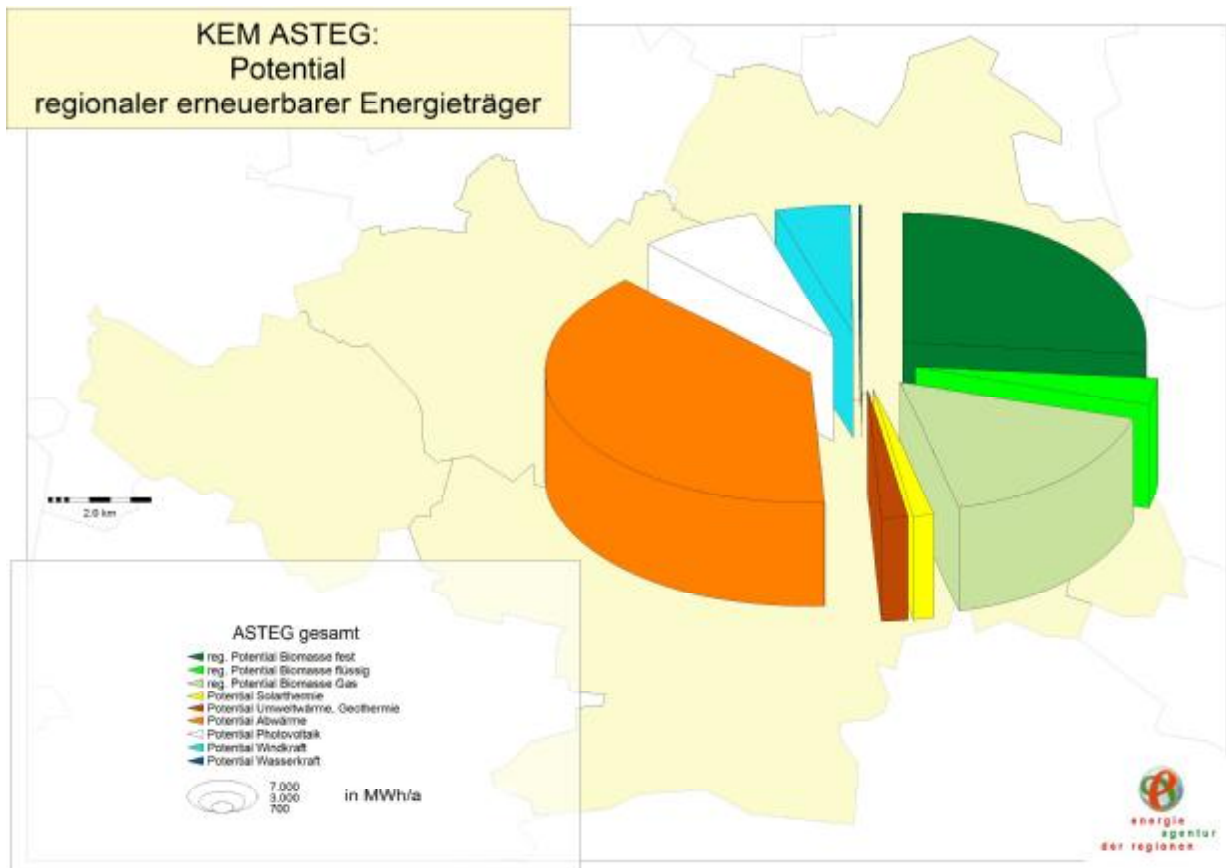 KEM ASTEG:
Potential
regionaler erneuerbarer Energieträger
2.0 km
ASTEG gesamt
reg. Potential Biomasse fest
reg. Potential Biomasse flüssig
reg. Potential Biomasse Gas
Potential Solarthermie
Potential Umweltwärme, Geothermie
Potential Abwärme
Potential Photovoltaik
Potential Windkraft
Potential Wasserkraft
7.000
3.000
700
in MWh/a
energie
agentur
der regionen